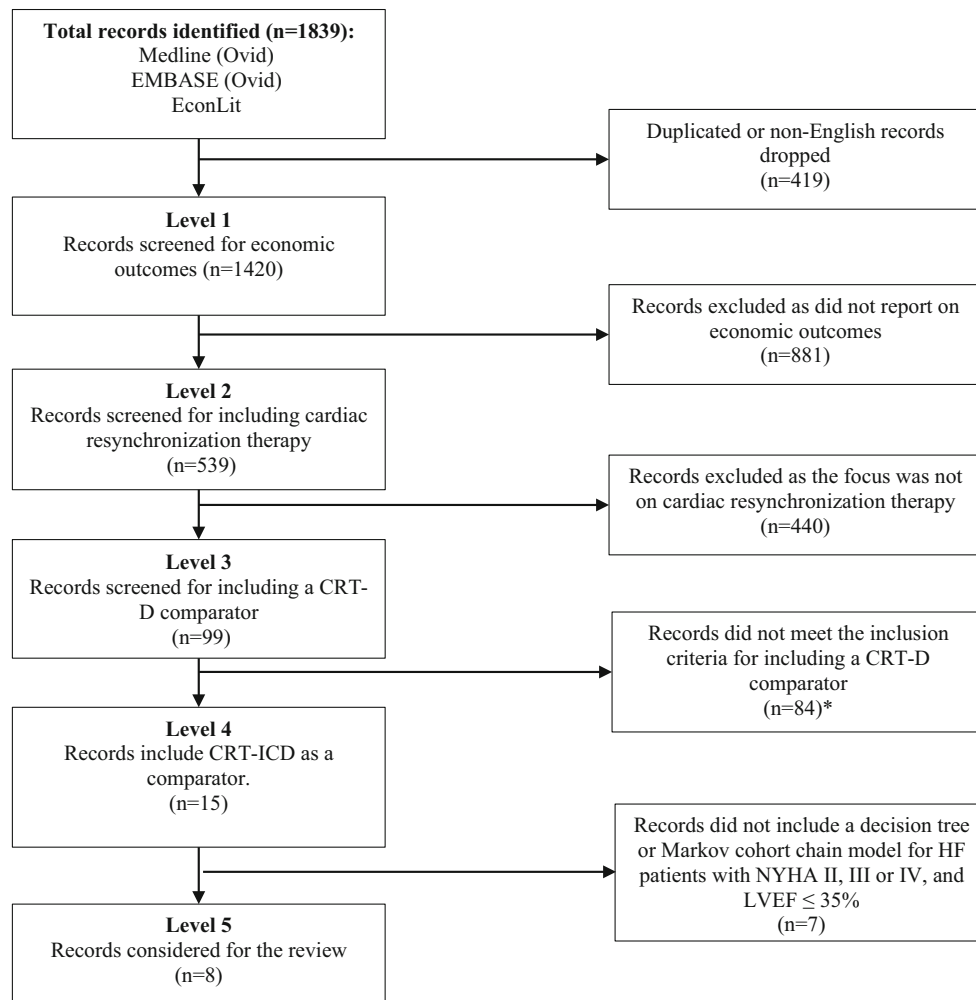 Total records identified (n=1839):
Medline (Ovid)
EMBASE (Ovid)
EconLit
Duplicated or non-English records
dropped
(n=419)
Level 1
Records screened for economic
outcomes (n=1420)
Records excluded as did not report on
economic outcomes
(n=881)
Level 2
Records screened for including cardiac
resynchronization therapy
(n=539)
Records excluded as the focus was not
on cardiac resynchronization therapy
(n=440)
Level 3
Records screened for including a CRT-
D comparator
(n=99)
Records did not meet the inclusion
criteria for including a CRT-D
comparator
(n=84)*
Level 4
Records include CRT-ICD as a
comparator.
(n=15)
Records did not include a decision tree
or Markov cohort chain model for HF
patients with NYHA II, III or IV, and
LVEF ≤ 35%
(n=7)
Level 5
Records considered for the review
(n=8)